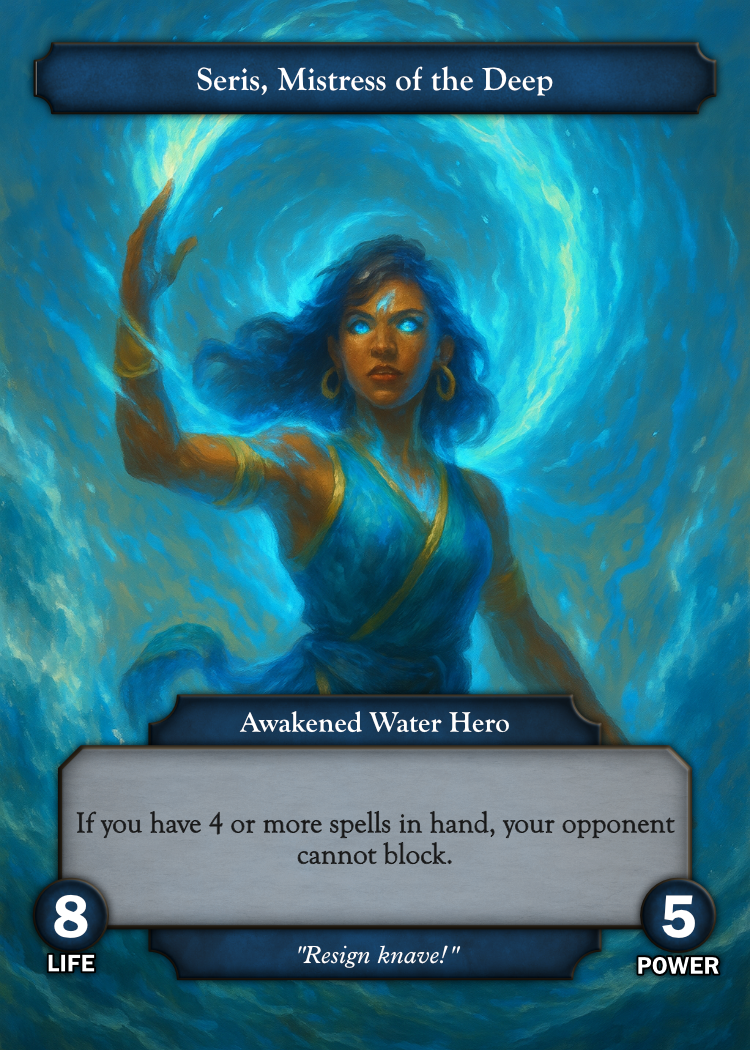 Seris, Mistress of the Deep
Awakened Water Hero
If you have 4 or more spells in hand, your opponent
cannot block.
8
LIFE
5
POWER
"Resign knave!"